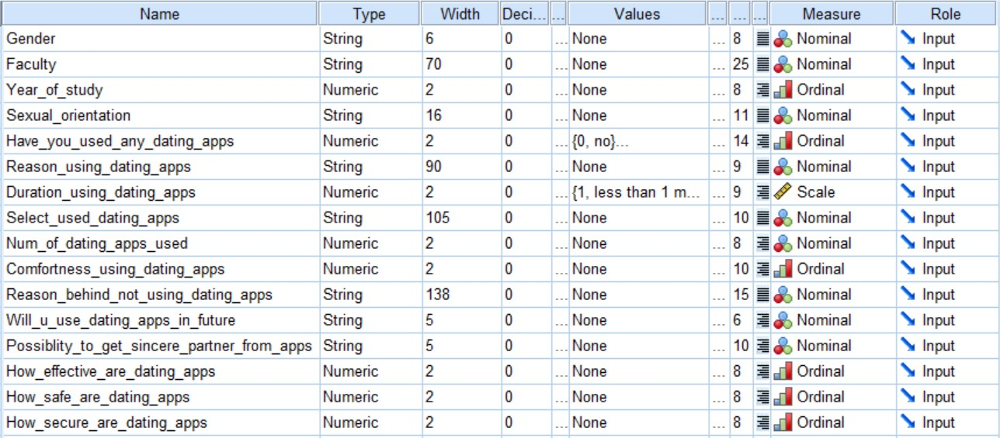 Name Type Width Deci... ... Values ... ... ... Measure Role
Gender String 6 0 ... None ... 8 Nominal Input
Faculty String 70 0 ... None ... 25 Nominal Input
Year_of_study Numeric 2 0 ... None ... 8 Ordinal Input
Sexual_orientation String 16 0 ... None ... 11 Nominal Input
Have_you_used_any_dating_apps Numeric 2 0 ... {0, no}... ... 14 Ordinal Input
Reason_using_dating_apps String 90 0 ... None ... 9 Nominal Input
Duration_using_dating_apps Numeric 2 0 ... {1, less than 1 m... ... 9 Scale Input
Select_used_dating_apps String 105 0 ... None ... 10 Nominal Input
Num_of_dating_apps_used Numeric 2 0 ... None ... 8 Nominal Input
Comfortness_using_dating_apps Numeric 2 0 ... None ... 10 Ordinal Input
Reason_behind_not_using_dating_apps String 138 0 ... None ... 15 Nominal Input
Will_u_use_dating_apps_in_future String 5 0 ... None ... 6 Nominal Input
Possiblity_to_get_sincere_partner_from_apps String 5 0 ... None ... 10 Nominal Input
How_effective_are_dating_apps Numeric 2 0 ... None ... 8 Ordinal Input
How_safe_are_dating_apps Numeric 2 0 ... None ... 8 Ordinal Input
How_secure_are_dating_apps Numeric 2 0 ... None ... 8 Ordinal Input